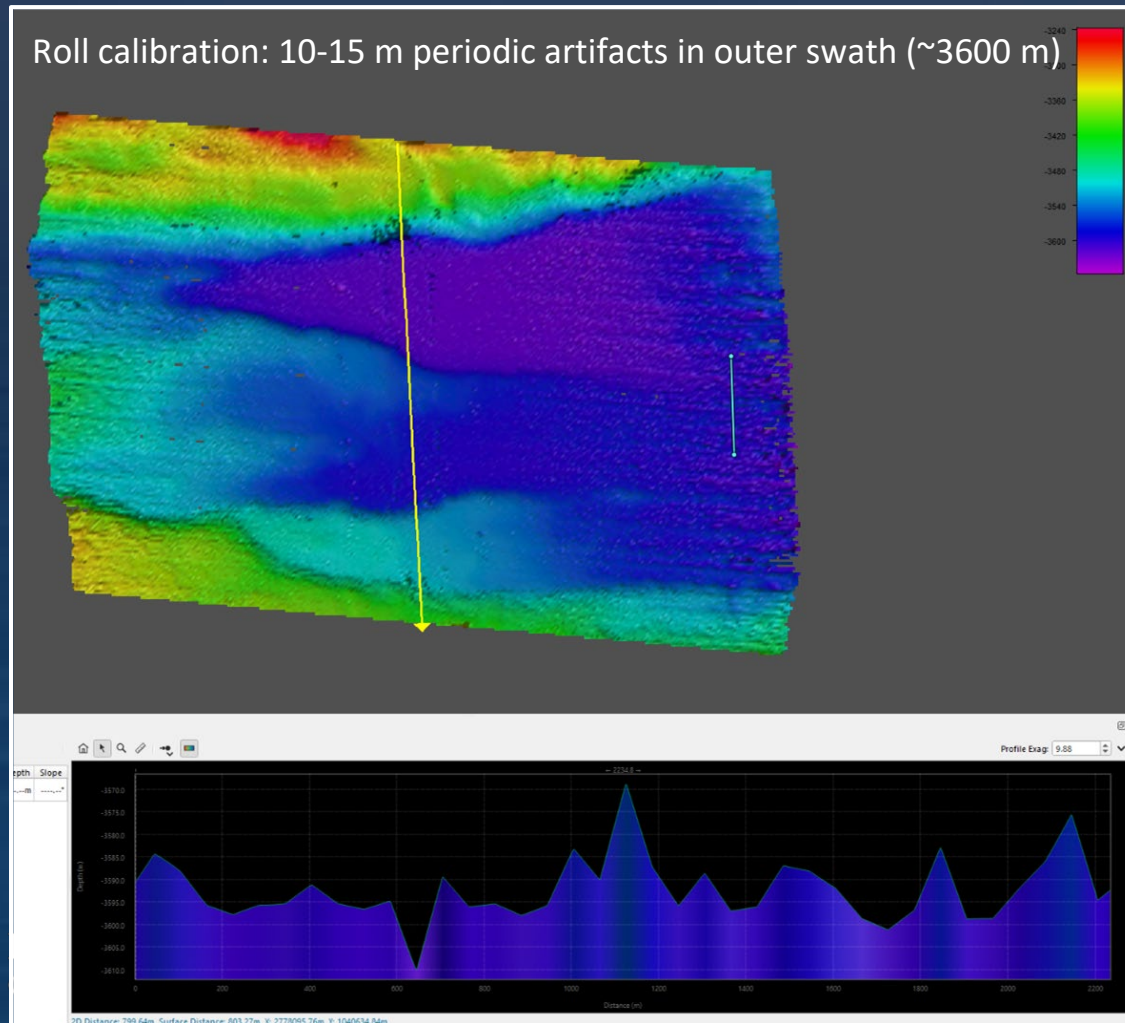 Roll calibration: 10-15 m periodic artifacts in outer swath (~3600 m)
-3240
-3360
-3420
-3480
-3540
-3600
Profile Exag: 9.88
epth Slope
-.--m ----.--°
← 2234.8 →
-3570.0
-3575.0
-3580.0
-3585.0
-3590.0
-3595.0
-3600.0
-3605.0
-3610.0
Depth (m)
0 200 400 600 800 1000 1200 1400 1600 1800 2000 2200
Distance (m)
2D Distance: 799.64m, Surface Distance: 803.27m, X: 2778095.76m, Y: 1040634.84m